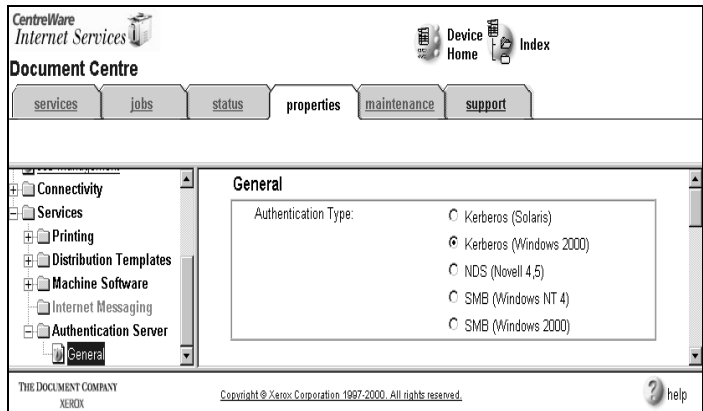 CentreWare
Internet Services
Device
Home
Index
Document Centre
services jobs status properties maintenance support
Connectivity
Services
Printing
Distribution Templates
Machine Software
Internet Messaging
Authentication Server
General
General
Authentication Type:
Kerberos (Solaris)
Kerberos (Windows 2000)
NDS (Novell 4,5)
SMB (Windows NT 4)
SMB (Windows 2000)
THE DOCUMENT COMPANY
XEROX
Copyright © Xerox Corporation 1997-2000. All rights reserved.
help